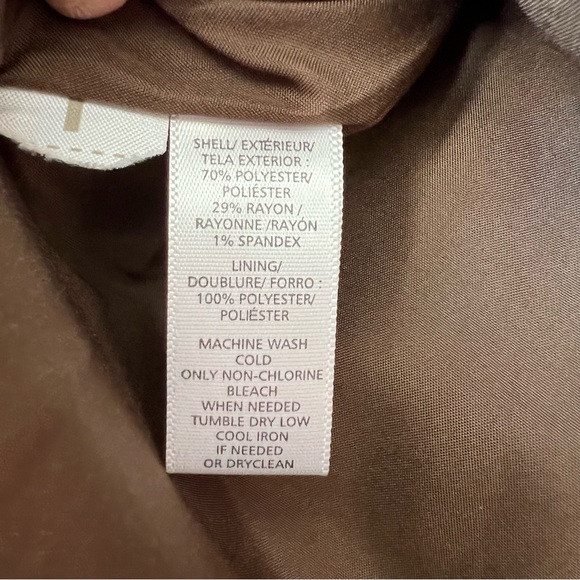 SHELL/ EXTÉRIEUR/
TELA EXTERIOR :
70% POLYESTER/
POLIÉSTER
29% RAYON /
RAYONNE /RAYÓN
1% SPANDEX
LINING/
DOUBLURE/ FORRO :
100% POLYESTER/
POLIÉSTER
MACHINE WASH
COLD
ONLY NON-CHLORINE
BLEACH
WHEN NEEDED
TUMBLE DRY LOW
COOL IRON
IF NEEDED
OR DRYCLEAN